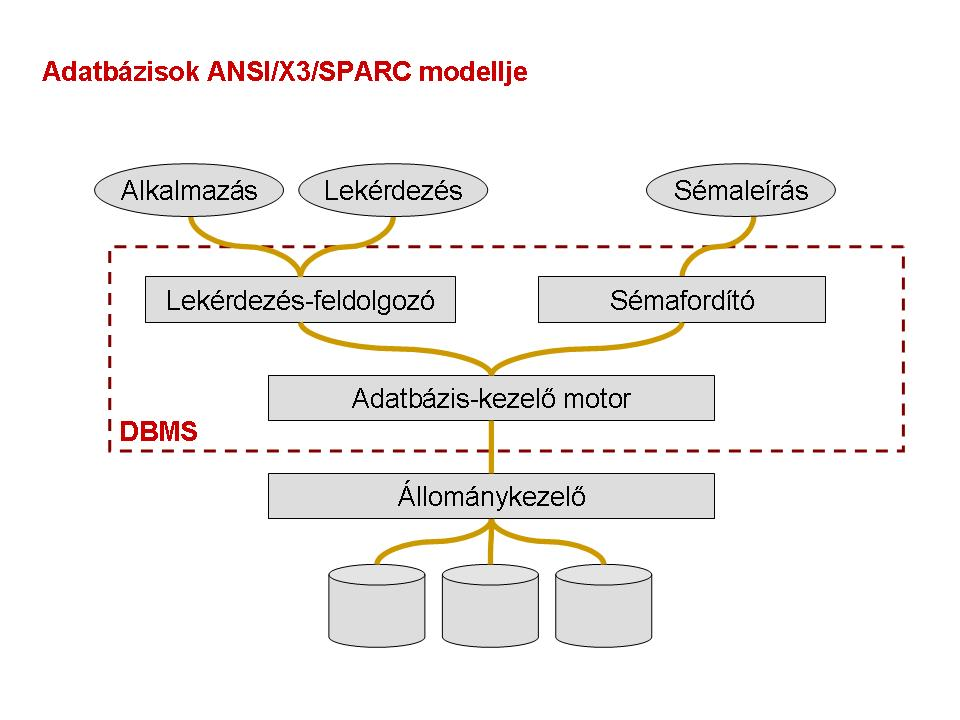 Adatbázisok ANSI/X3/SPARC modellje
Alkalmazás
Lekérdezés
Sémaleírás
Lekérdezés-feldolgozó
Sémafordító
Adatbázis-kezelő motor
DBMS
Állománykezelő